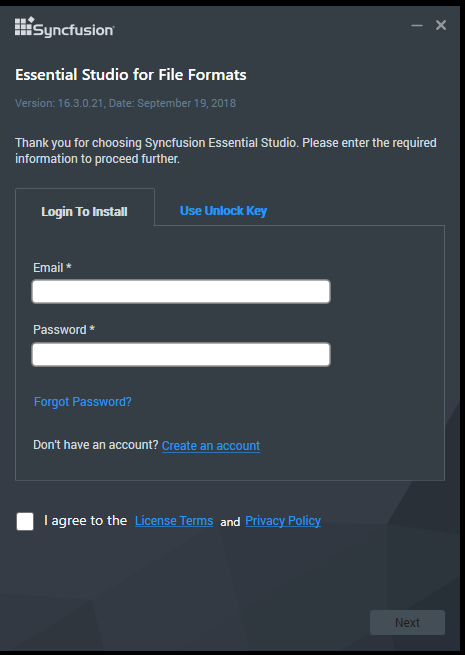 Syncfusion
Essential Studio for File Formats
Version: 16.3.0.21, Date: September 19, 2018
Thank you for choosing Syncfusion Essential Studio. Please enter the required
information to proceed further.
Login To Install
Use Unlock Key
Email *
Password *
Forgot Password?
Don't have an account? Create an account
I agree to the License Terms and Privacy Policy
Next